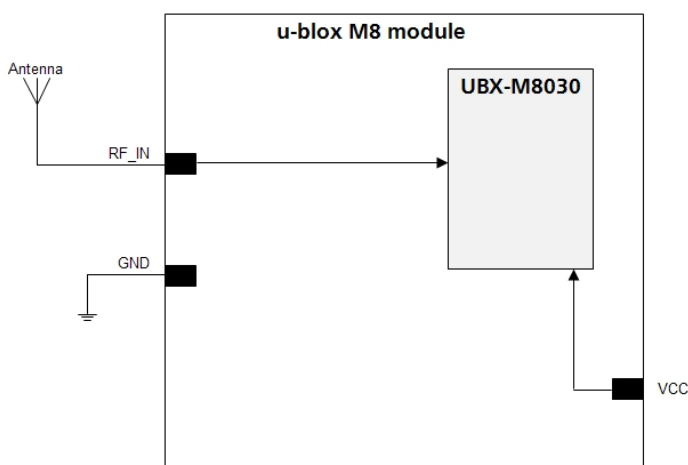 u-blox M8 module
Antenna
UBX-M8030
RF_IN
GND
VCC